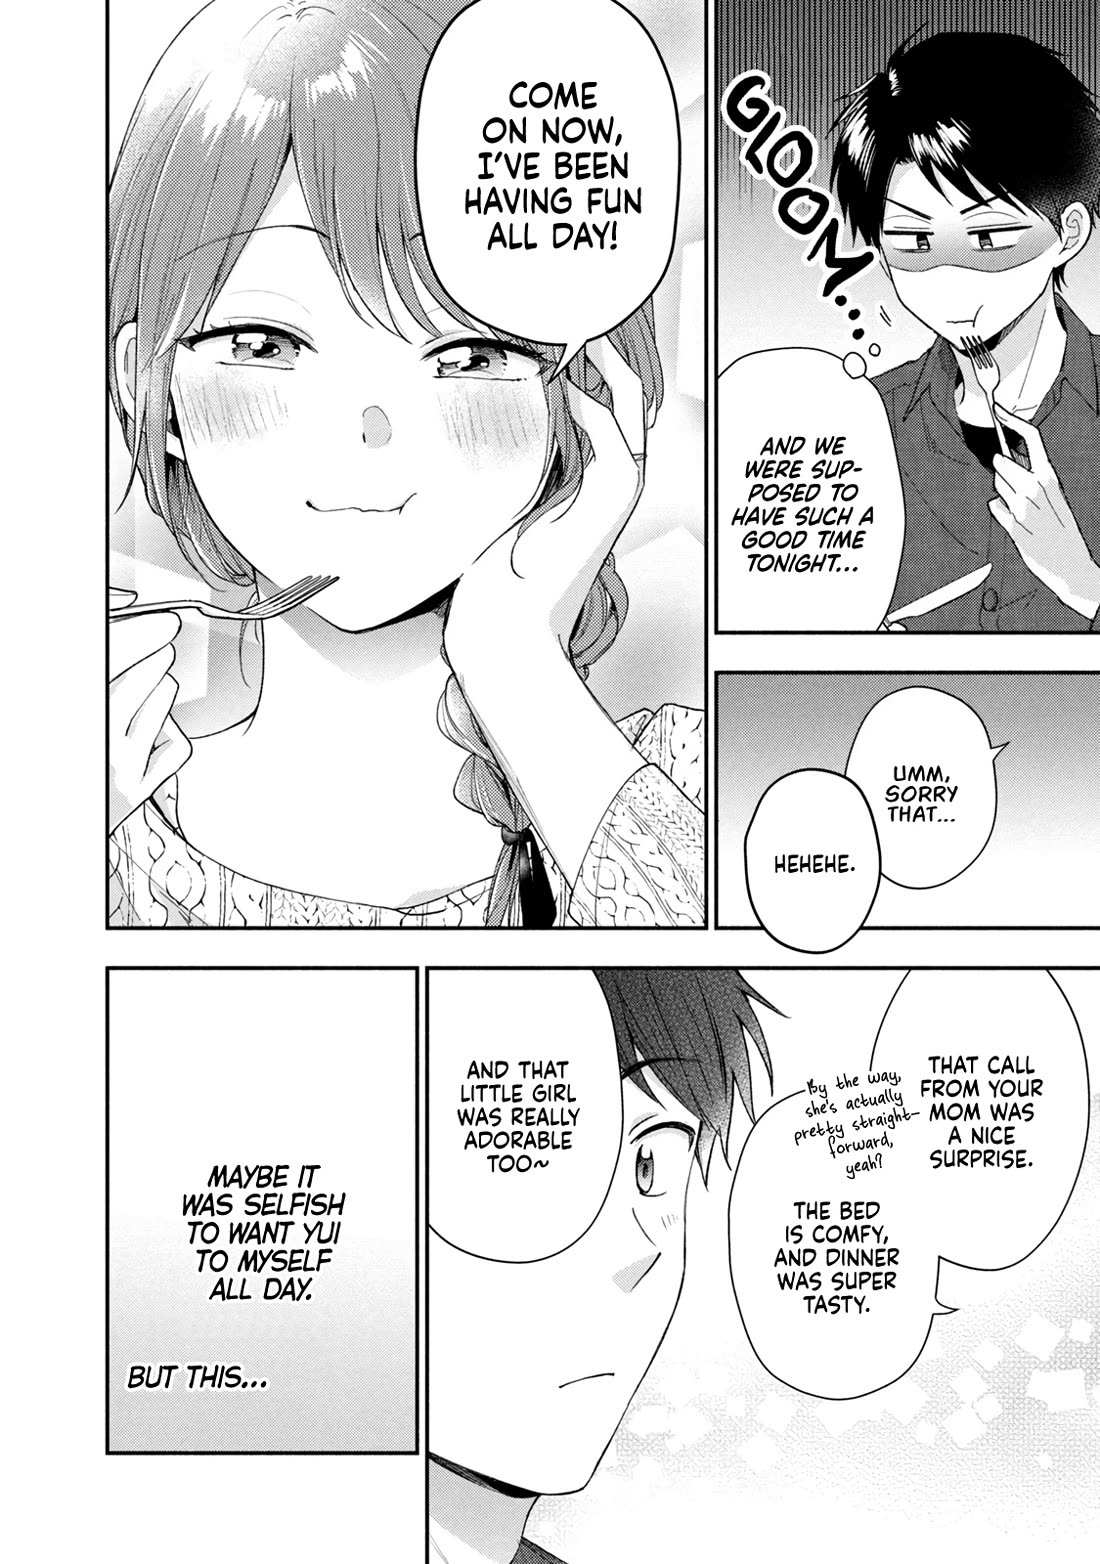 GLOOM...
AND WE
WERE SUP-
POSED TO
HAVE SUCH A
GOOD TIME
TONIGHT...
UMM,
SORRY
THAT...
HEHEHE.
COME
ON NOW,
I'VE BEEN
HAVING FUN
ALL DAY!
THAT CALL
FROM YOUR
MOM WAS
A NICE
SURPRISE.
By the way,
she's actually
pretty straight-
forward,
yeah?
THE BED
IS COMFY,
AND DINNER
WAS SUPER
TASTY.
AND THAT
LITTLE GIRL
WAS REALLY
ADORABLE
TOO~
MAYBE IT
WAS SELFISH
TO WANT YUI
TO MYSELF
ALL DAY.
BUT THIS...